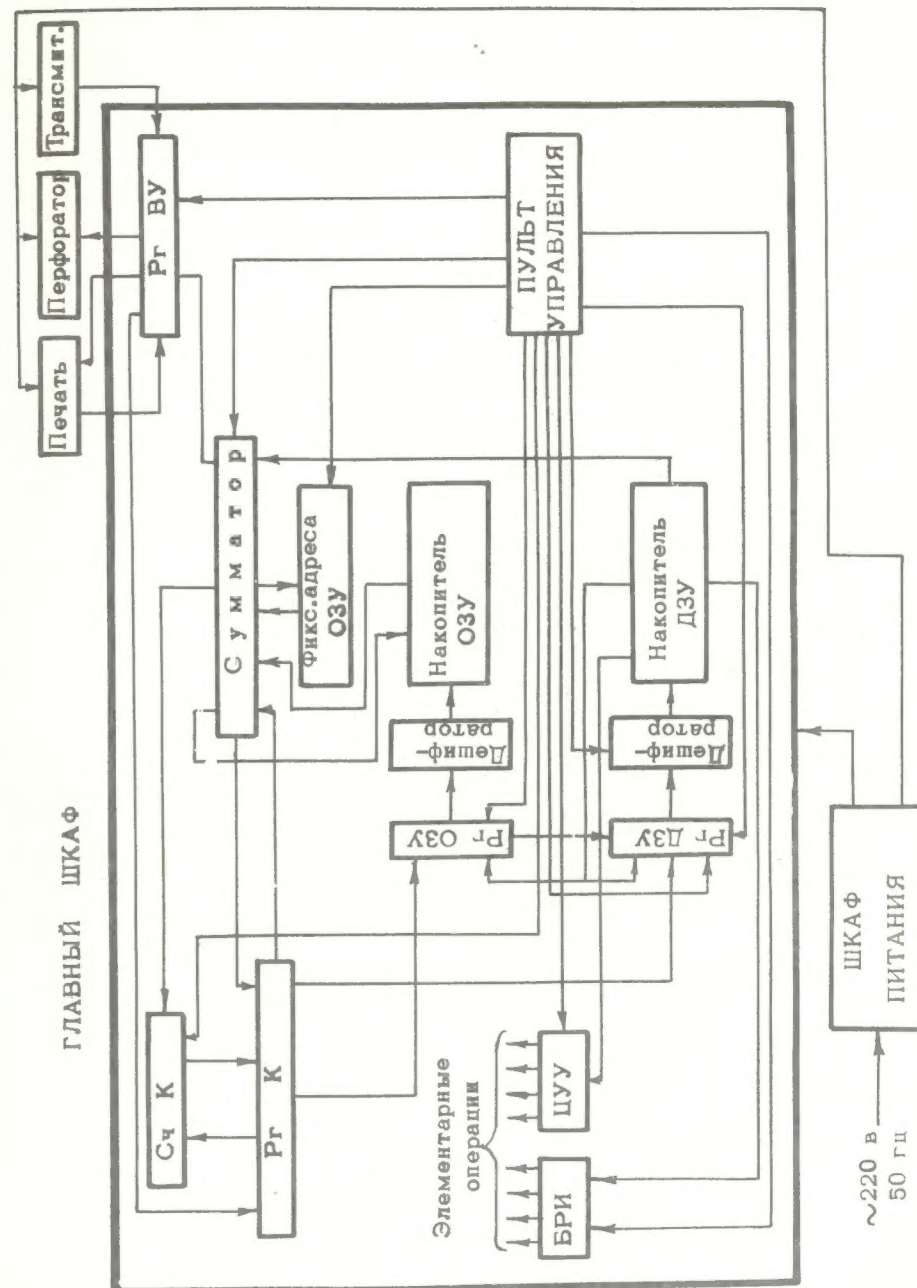 ГЛАВНЫЙ ШКАФ
Сч К
Рг К
Сумматор
Фикс. адреса
ОЗУ
Накопитель
ОЗУ
Дешиф-
ратор
Рг ОЗУ
Печать
Перфоратор
Трансмит.
Рг ВУ
ПУЛЬТ
УПРАВЛЕНИЯ
Накопитель
ДЗУ
Дешиф-
ратор
Рг ДЗУ
Элементарные
операции
БРИ
ЦУУ
~220 в
50 гц
ШКАФ
ПИТАНИЯ